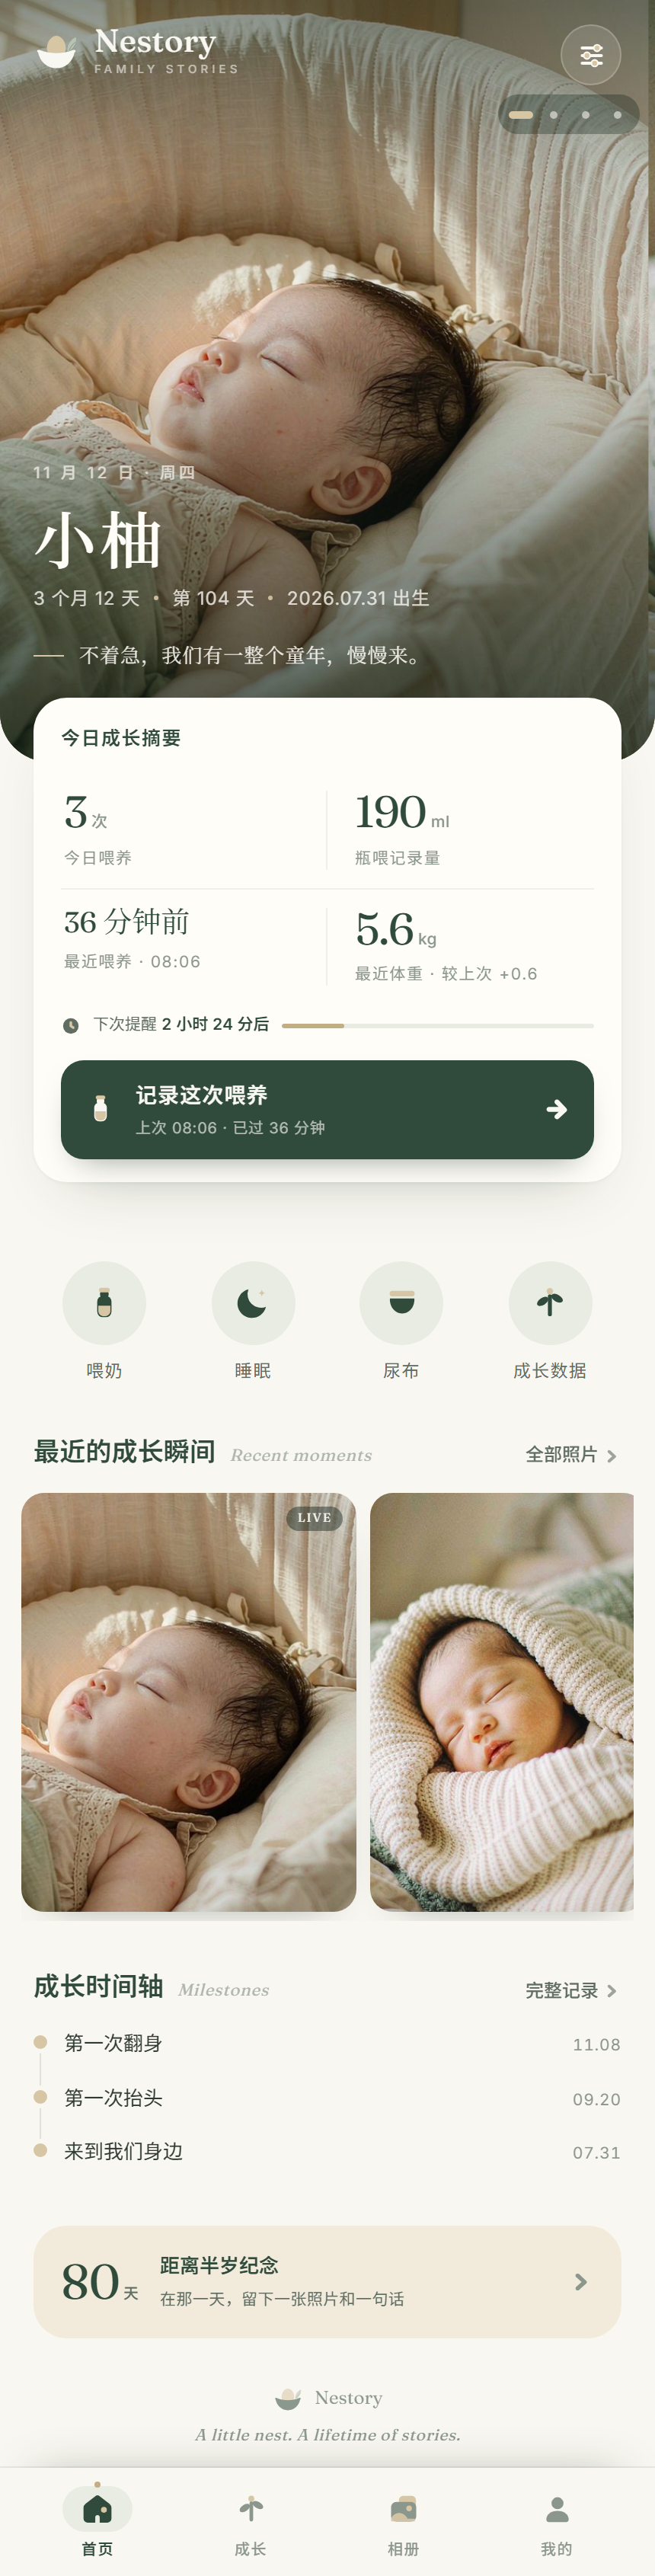 Nestory
FAMILY STORIES
11 月 12 日 · 周四
小柚
3 个月 12 天 • 第 104 天 • 2026.07.31 出生
不着急，我们有一整个童年，慢慢来。
今日成长摘要
3 次
今日喂养
190 ml
瓶喂记录量
36 分钟前
最近喂养 · 08:06
5.6 kg
最近体重 · 较上次 +0.6
下次提醒 2 小时 24 分后
记录这次喂养
上次 08:06 · 已过 36 分钟
喂奶
睡眠
尿布
成长数据
最近的成长瞬间 Recent moments
全部照片
LIVE
成长时间轴 Milestones
完整记录
第一次翻身 11.08
第一次抬头 09.20
来到我们身边 07.31
80 天
距离半岁纪念
在那一天，留下一张照片和一句话
Nestory
A little nest. A lifetime of stories.
首页
成长
相册
我的